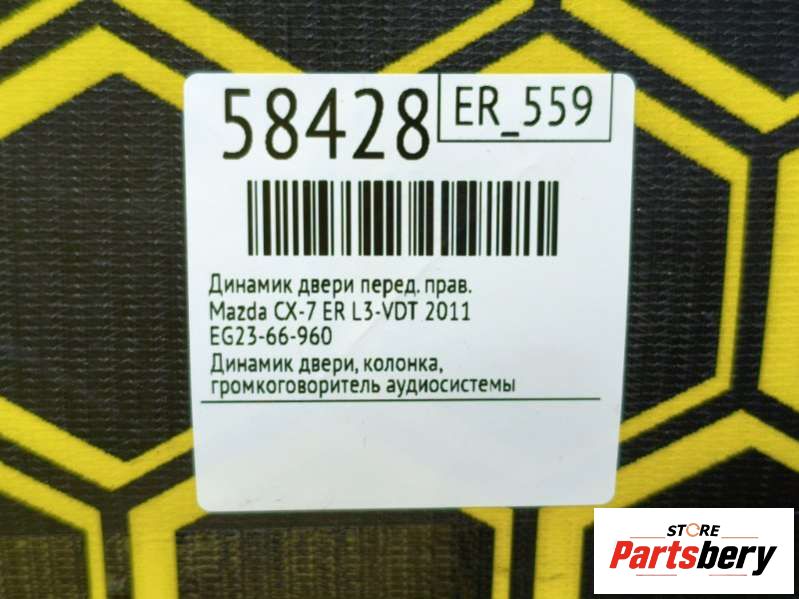 58428
ER_559
Динамик двери перед. прав.
Mazda CX-7 ER L3-VDT 2011
EG23-66-960
Динамик двери, колонка,
громкоговоритель аудиосистемы
STORE
Partsbery